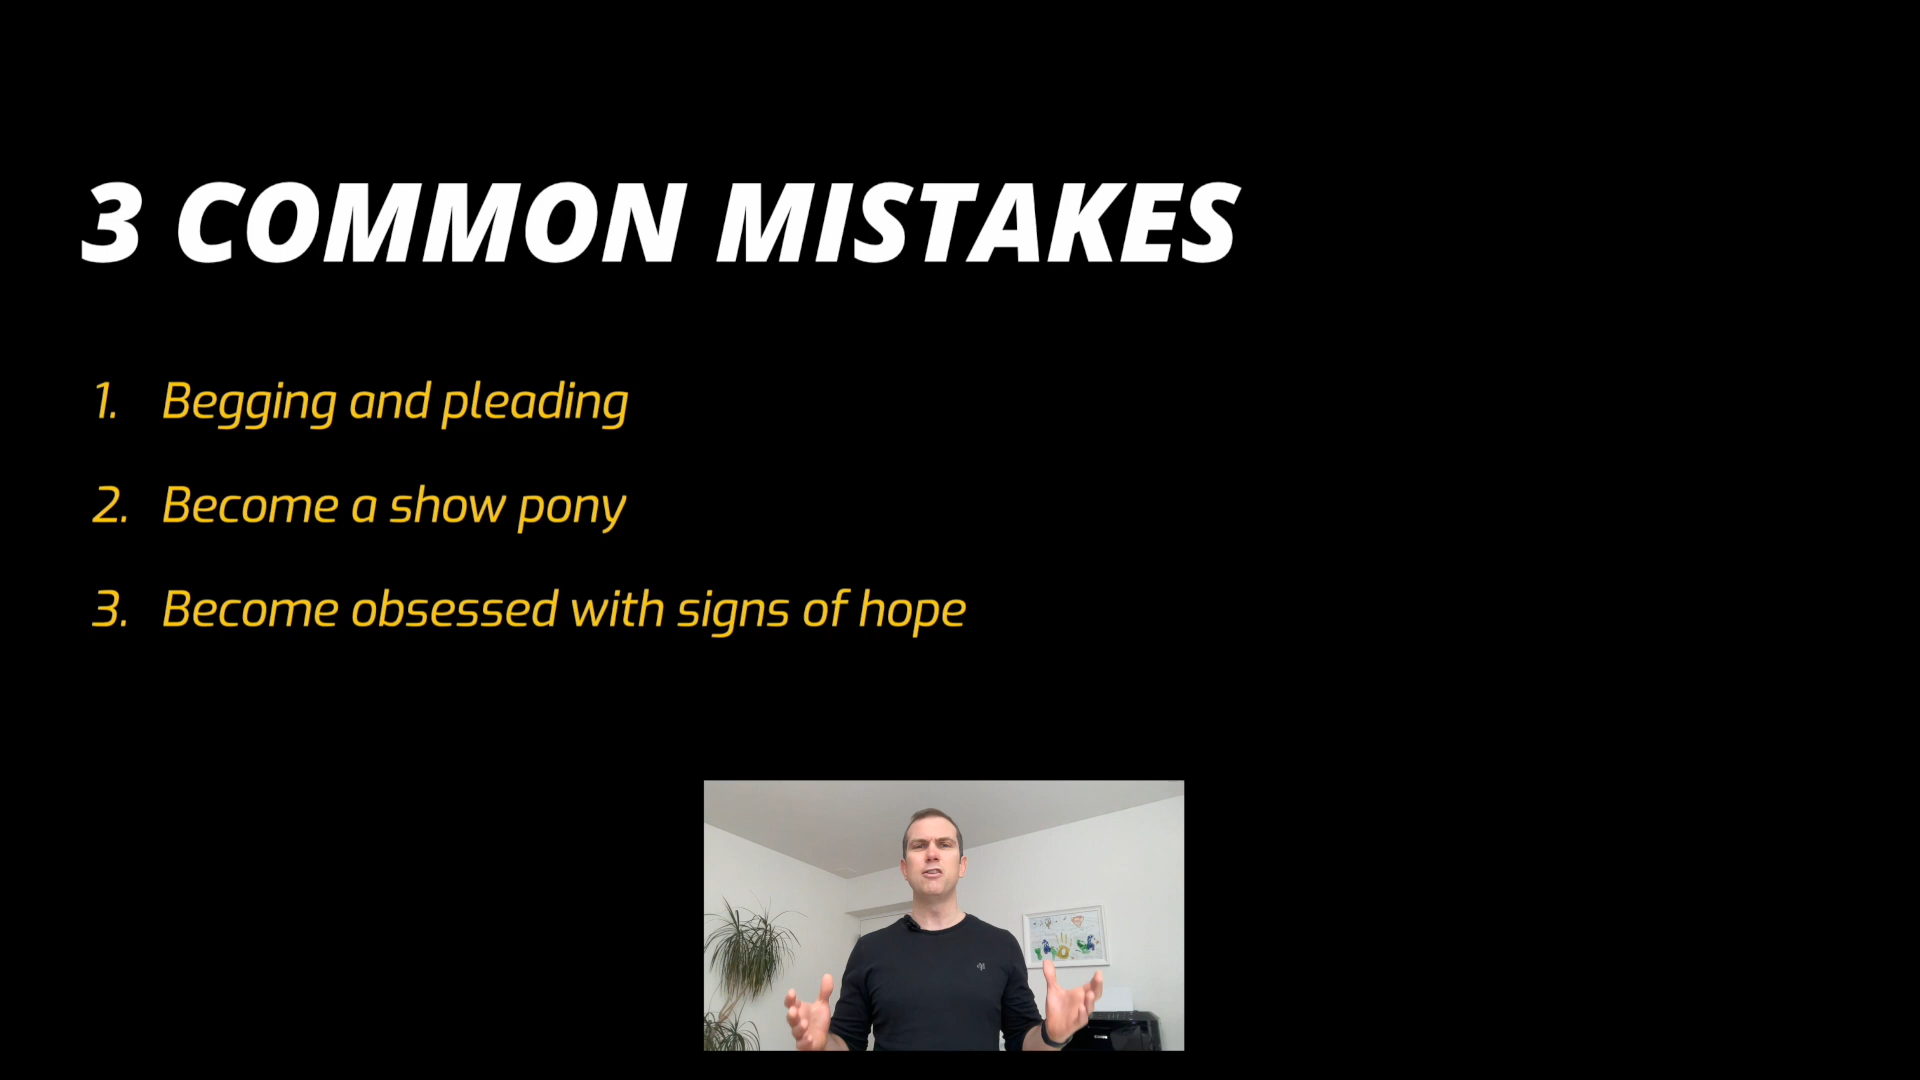 3 COMMON MISTAKES
1. Begging and pleading
2. Become a show pony
3. Become obsessed with signs of hope